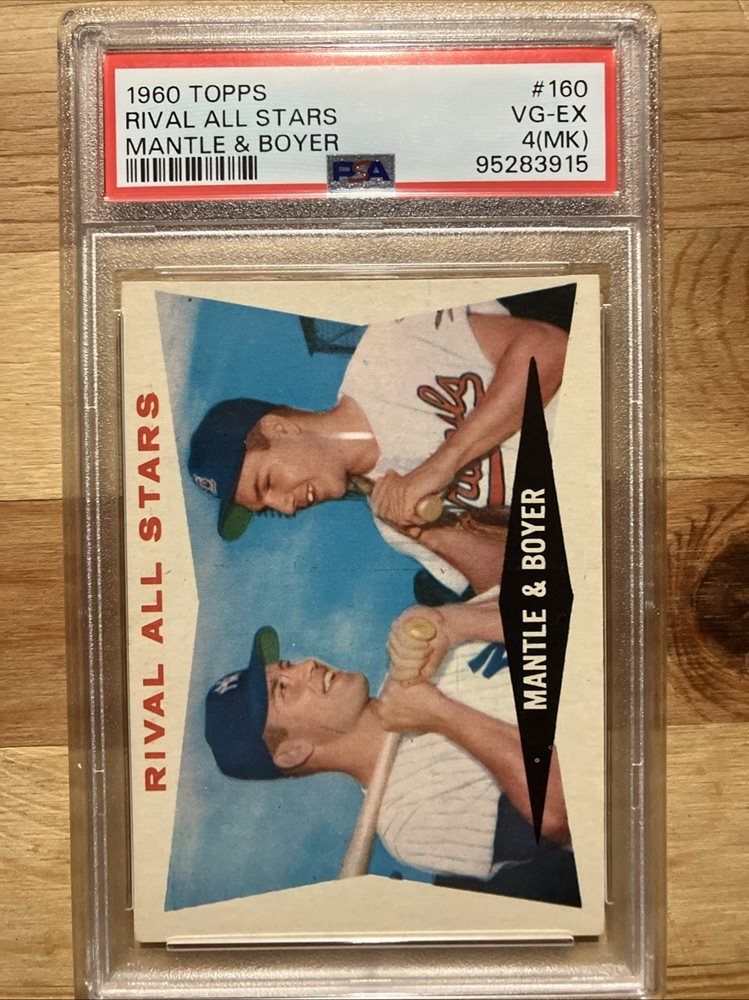 1960 TOPPS #160
RIVAL ALL STARS VG-EX
MANTLE & BOYER 4(MK)
PSA 95283915
RIVAL ALL STARS
MANTLE & BOYER